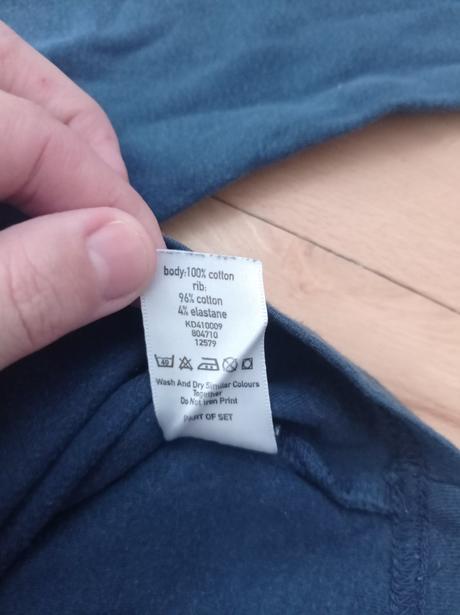 body:100% cotton
rib:
96% cotton
4% elastane
KD410009
804710
12579
40
Wash And Dry Similar Colours
Together
Do Not Iron Print
PART OF SET